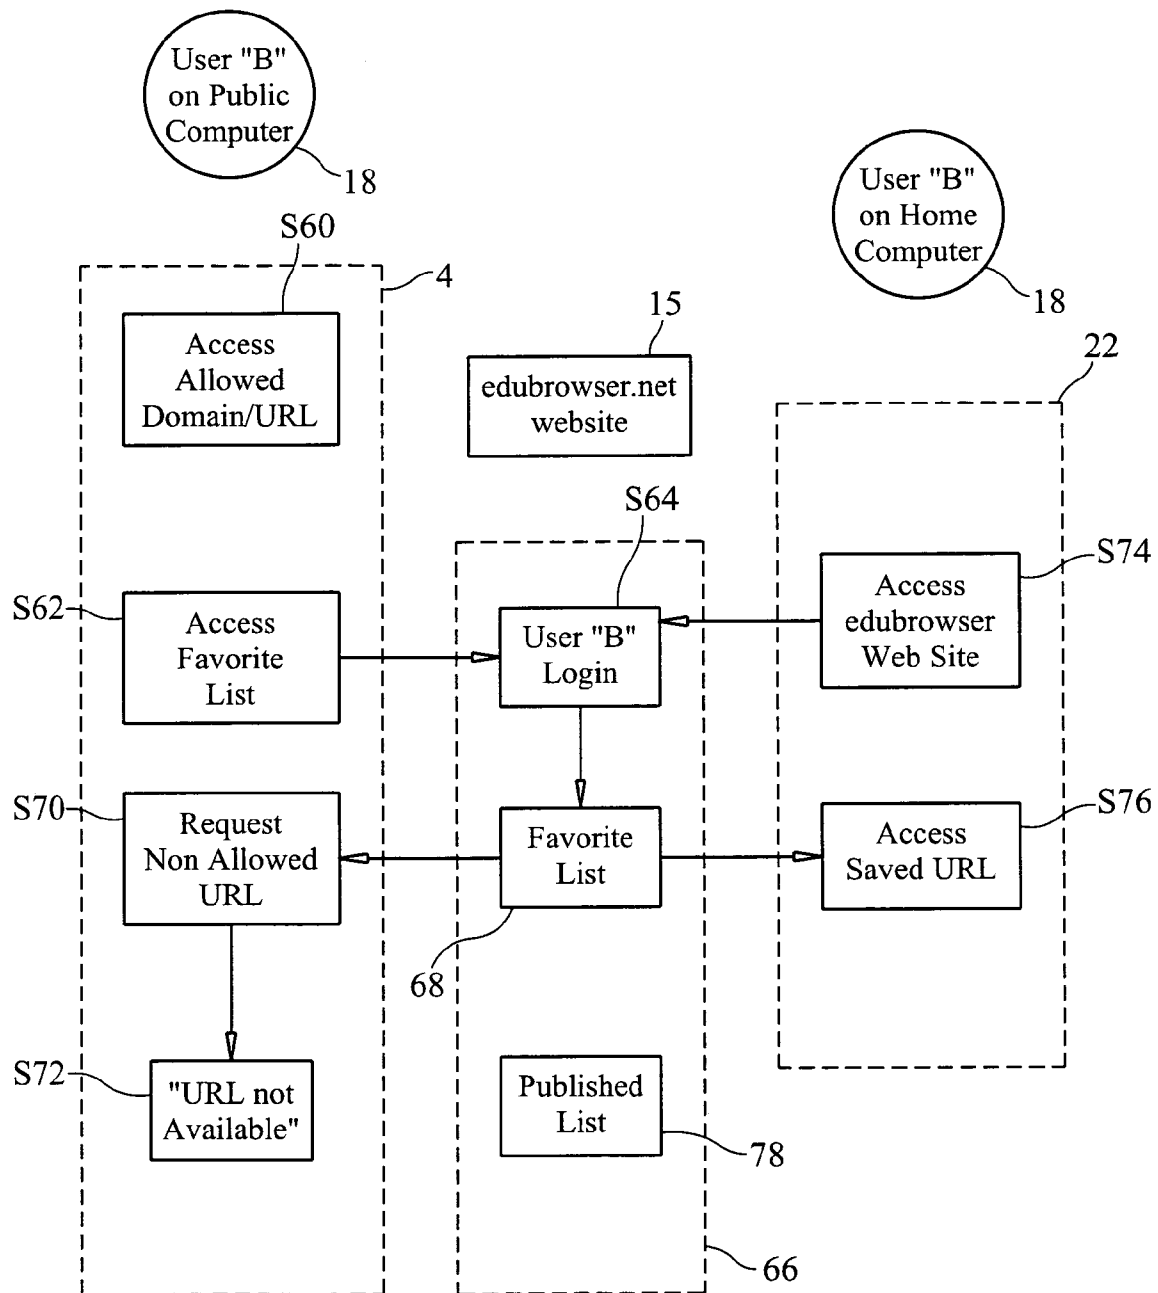 User "B"
on Public
Computer
18
User "B"
on Home
Computer
18
S60
4
Access
Allowed
Domain/URL
15
edubrowser.net
website
22
S64
S62
Access
Favorite
List
User "B"
Login
S74
Access
edubrowser
Web Site
S70
Request
Non Allowed
URL
Favorite
List
68
S76
Access
Saved URL
S72
"URL not
Available"
Published
List
78
66